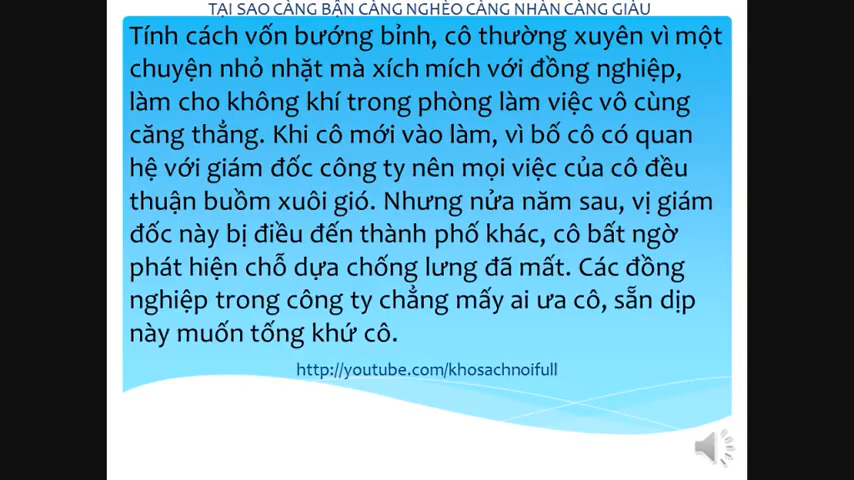 TẠI SAO CÀNG BẬN CÀNG NGHÈO CÀNG NHÀN CÀNG GIÀU
Tính cách vốn bướng bỉnh, cô thường xuyên vì một
chuyện nhỏ nhặt mà xích mích với đồng nghiệp,
làm cho không khí trong phòng làm việc vô cùng
căng thẳng. Khi cô mới vào làm, vì bố cô có quan
hệ với giám đốc công ty nên mọi việc của cô đều
thuận buồm xuôi gió. Nhưng nửa năm sau, vị giám
đốc này bị điều đến thành phố khác, cô bất ngờ
phát hiện chỗ dựa chống lưng đã mất. Các đồng
nghiệp trong công ty chẳng mấy ai ưa cô, sẵn dịp
này muốn tống khứ cô.
http://youtube.com/khosachnoifull